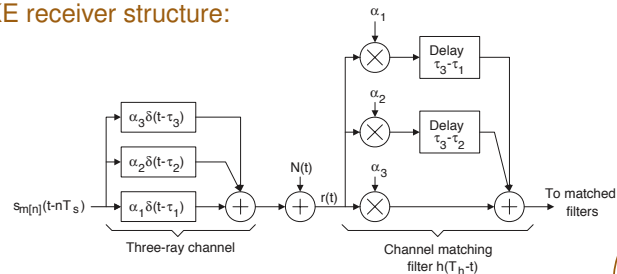 KE receiver structure:
α1
Delay
τ3-τ1
α2
Delay
τ3-τ2
α3
α3δ(t-τ3)
α2δ(t-τ2)
α1δ(t-τ1)
sm[n](t-nTs)
N(t)
r(t)
To matched
filters
Three-ray channel
Channel matching
filter h(Th-t)